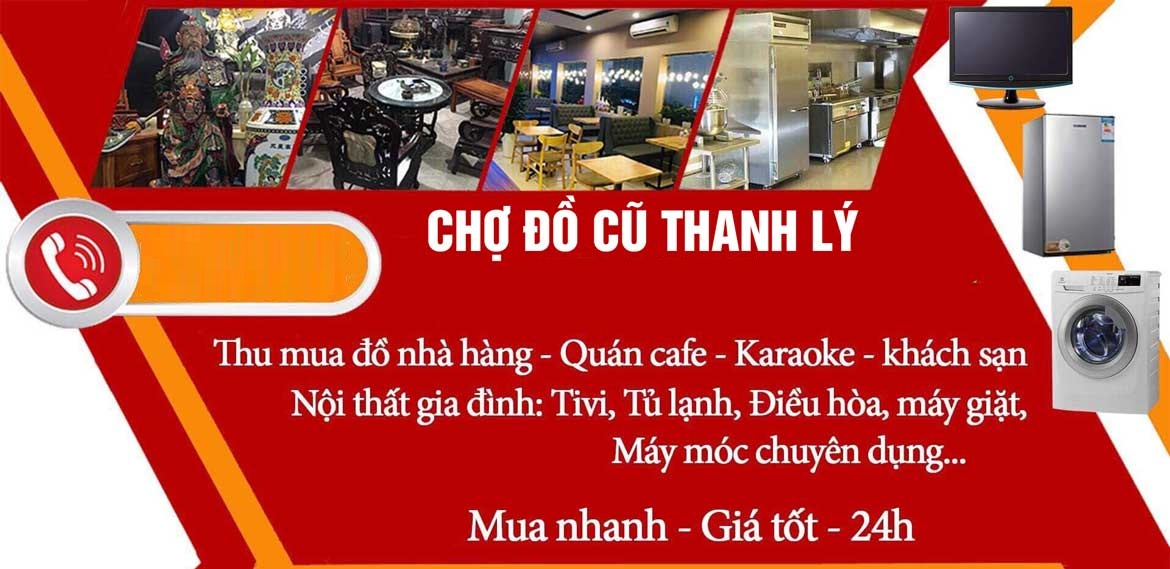 CHỢ ĐỒ CŨ THANH LÝ
Thu mua đồ nhà hàng - Quán cafe - Karaoke - khách sạn
Nội thất gia đình: Tivi, Tủ lạnh, Điều hòa, máy giặt,
Máy móc chuyên dụng...
Mua nhanh - Giá tốt - 24h